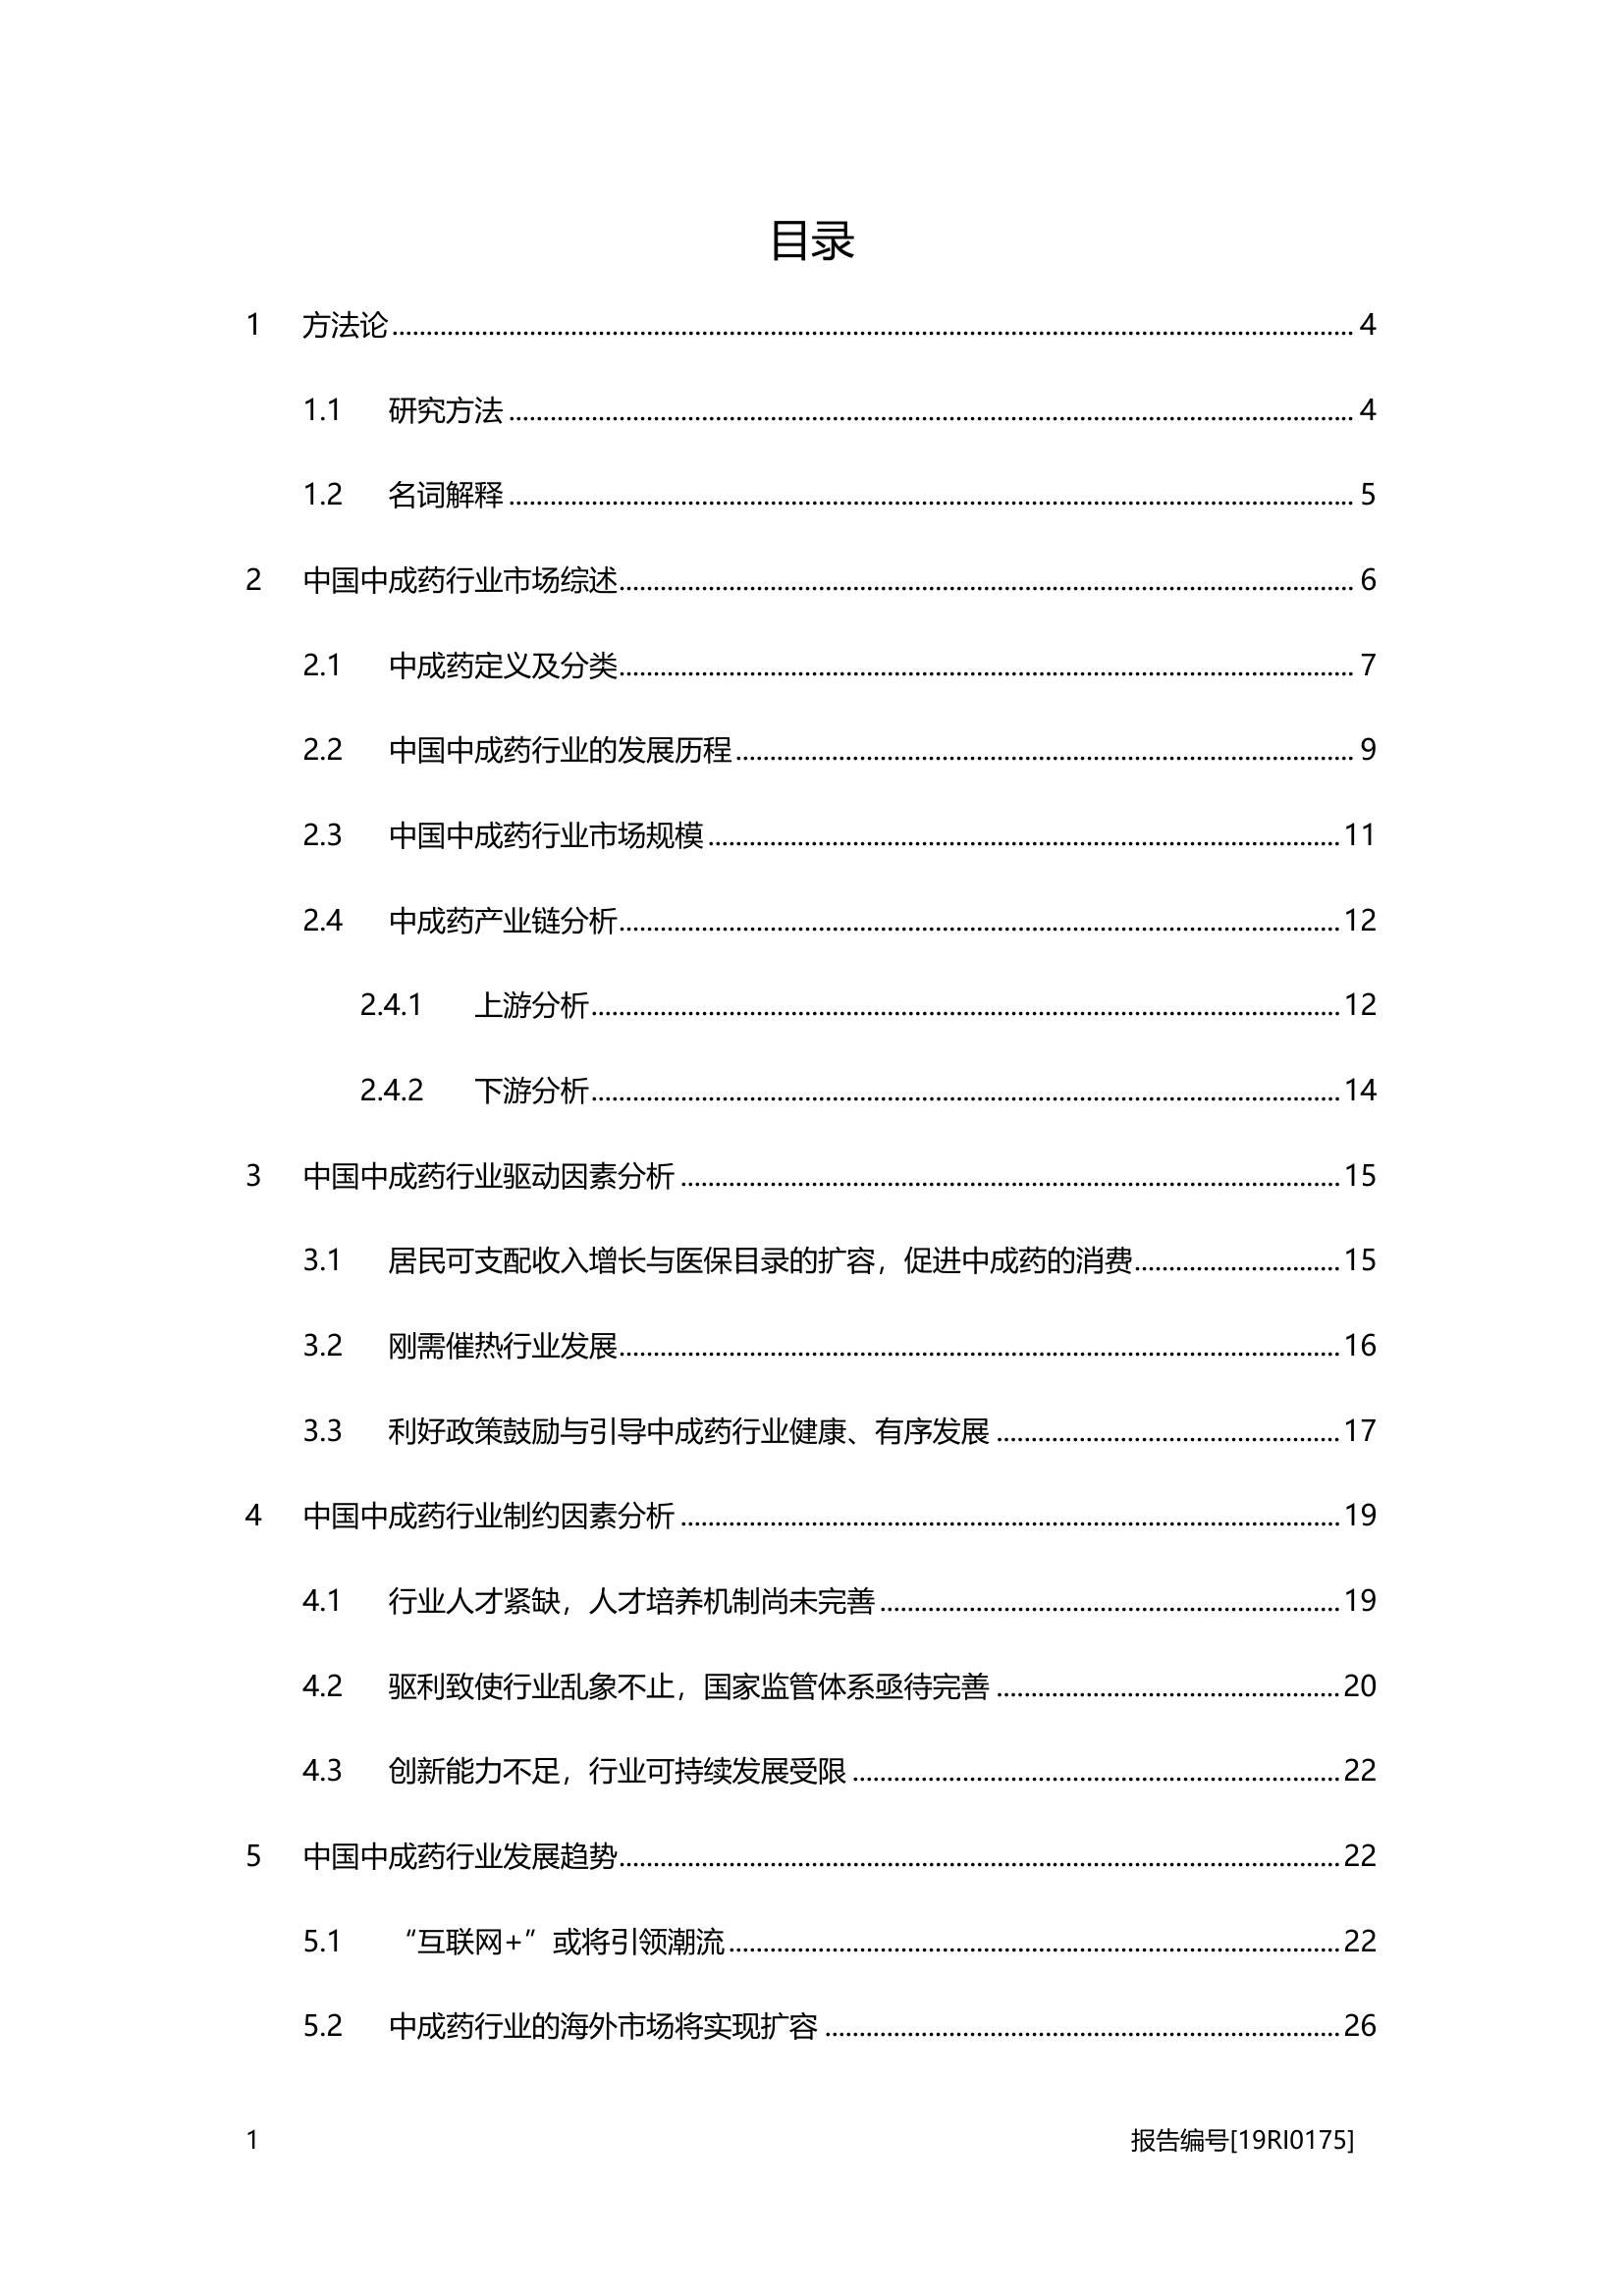 目录
1 方法论 4
1.1 研究方法 4
1.2 名词解释 5
2 中国中成药行业市场综述 6
2.1 中成药定义及分类 7
2.2 中国中成药行业的发展历程 9
2.3 中国中成药行业市场规模 11
2.4 中成药产业链分析 12
2.4.1 上游分析 12
2.4.2 下游分析 14
3 中国中成药行业驱动因素分析 15
3.1 居民可支配收入增长与医保目录的扩容，促进中成药的消费 15
3.2 刚需催热行业发展 16
3.3 利好政策鼓励与引导中成药行业健康、有序发展 17
4 中国中成药行业制约因素分析 19
4.1 行业人才紧缺，人才培养机制尚未完善 19
4.2 驱利致使行业乱象不止，国家监管体系亟待完善 20
4.3 创新能力不足，行业可持续发展受限 22
5 中国中成药行业发展趋势 22
5.1 “互联网+”或将引领潮流 22
5.2 中成药行业的海外市场将实现扩容 26
1 报告编号[19RI0175]